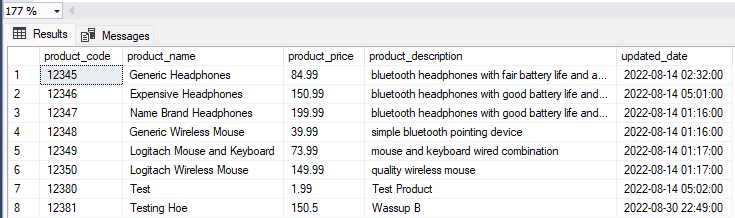 177 %
Results Messages
product_code product_name product_price product_description updated_date
1 12345 Generic Headphones 84.99 bluetooth headphones with fair battery life and a... 2022-08-14 02:32:00
2 12346 Expensive Headphones 150.99 bluetooth headphones with good battery life and... 2022-08-14 05:01:00
3 12347 Name Brand Headphones 199.99 bluetooth headphones with good battery life and... 2022-08-14 01:16:00
4 12348 Generic Wireless Mouse 39.99 simple bluetooth pointing device 2022-08-14 01:16:00
5 12349 Logitach Mouse and Keyboard 73.99 mouse and keyboard wired combination 2022-08-14 01:17:00
6 12350 Logitach Wireless Mouse 149.99 quality wireless mouse 2022-08-14 01:17:00
7 12380 Test 1.99 Test Product 2022-08-14 05:02:00
8 12381 Testing Hoe 150.5 Wassup B 2022-08-30 22:49:00